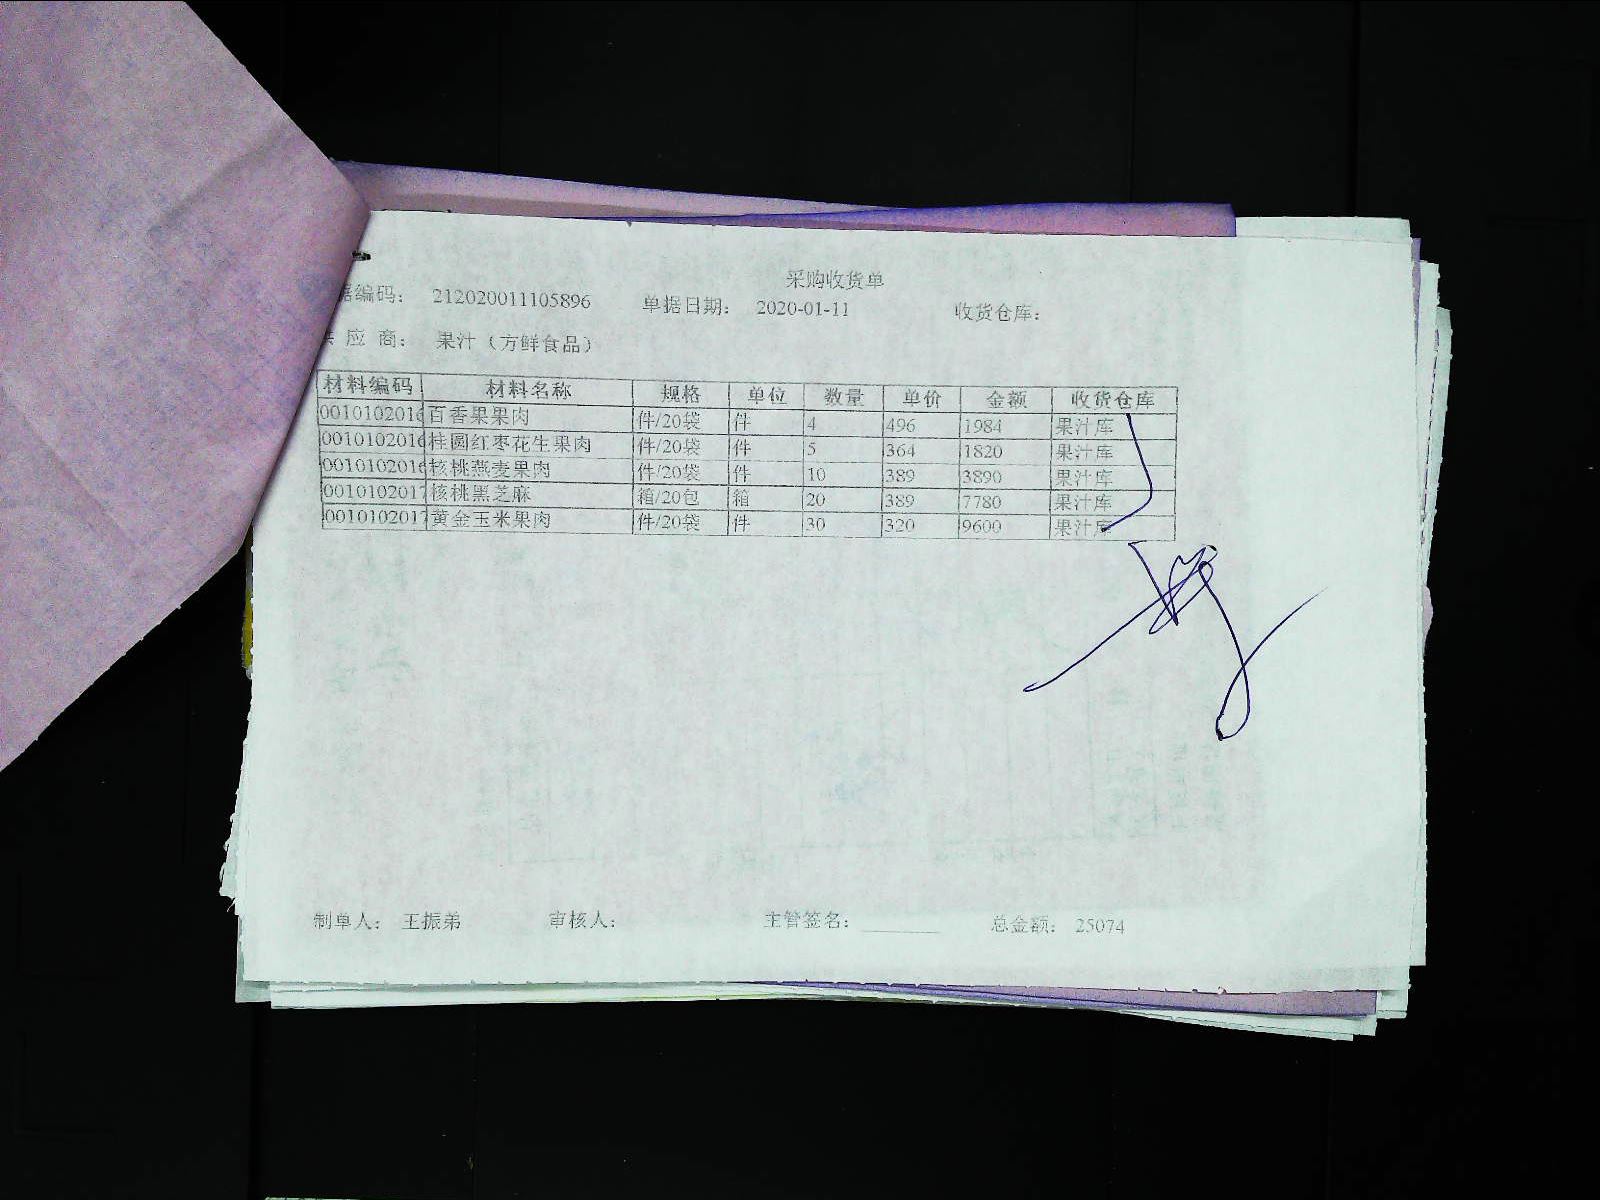 采购收货单
据编码： 212020011105896 单据日期： 2020-01-11 收货仓库：
应 商： 果汁（方鲜食品）
材料编码 材料名称 规格 单位 数量 单价 金额 收货仓库
0010102016 百香果果肉 件/20袋 件 4 496 1984 果汁库
0010102016 桂圆红枣花生果肉 件/20袋 件 5 364 1820 果汁库
0010102016 核桃燕麦果肉 件/20袋 件 10 389 3890 果汁库
0010102017 核桃黑芝麻 箱/20包 箱 20 389 7780 果汁库
0010102017 黄金玉米果肉 件/20袋 件 30 320 9600 果汁库
制单人： 王振弟 审核人： 主管签名： 总金额： 25074